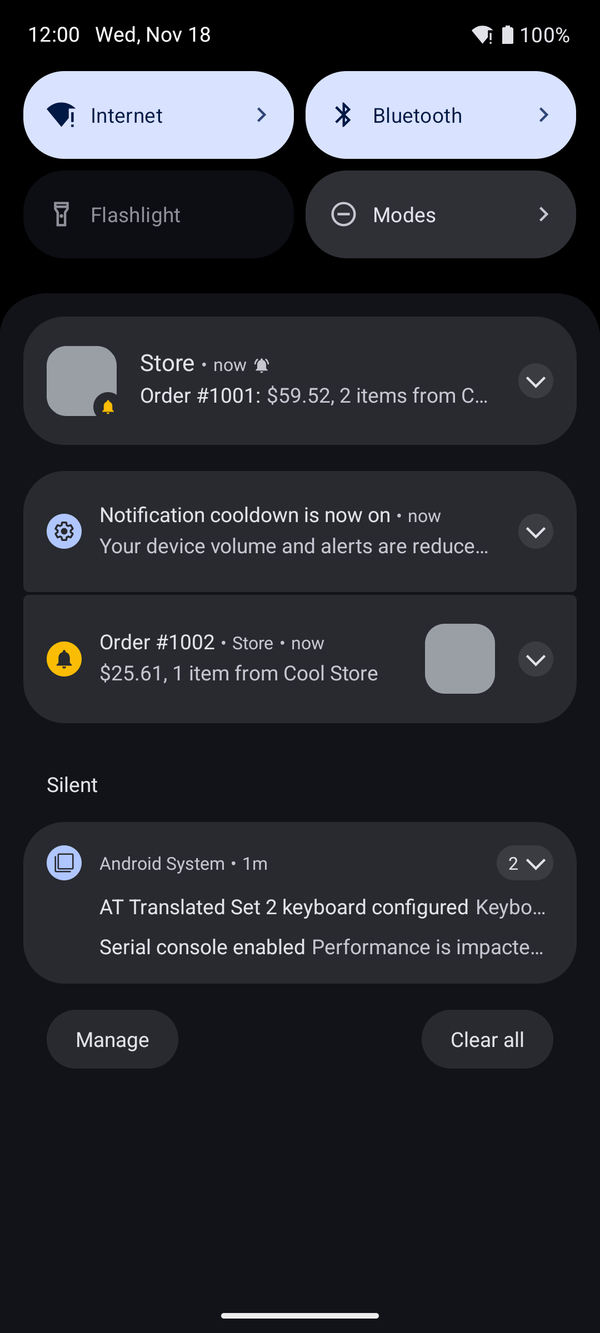 12:00 Wed, Nov 18 100%
Internet Bluetooth
Flashlight Modes
Store • now
Order #1001: $59.52, 2 items from C…
Notification cooldown is now on • now
Your device volume and alerts are reduce…
Order #1002 • Store • now
$25.61, 1 item from Cool Store
Silent
Android System • 1m 2
AT Translated Set 2 keyboard configured Keybo…
Serial console enabled Performance is impacte…
Manage Clear all